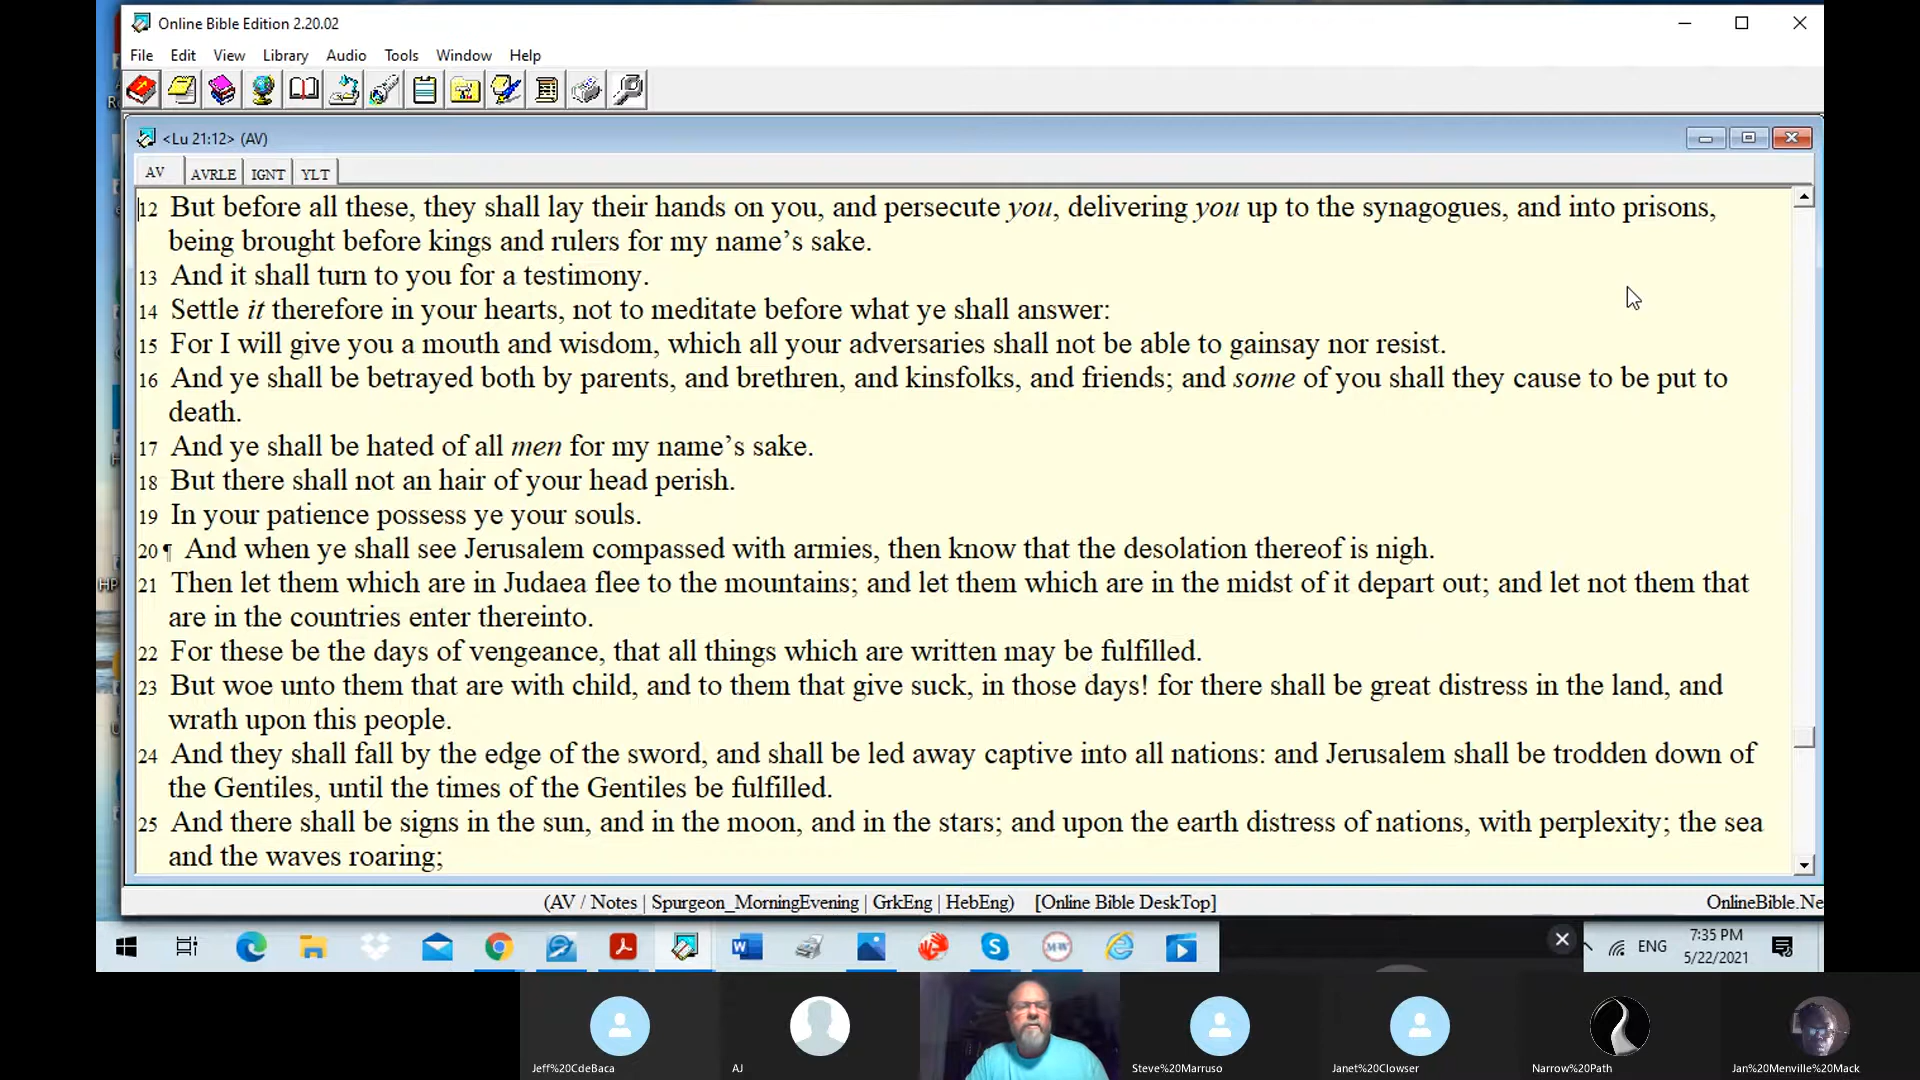 Online Bible Edition 2.20.02
File Edit View Library Audio Tools Window Help
<Lu 21:12> (AV)
AV AVRLE IGNT YLT
12 But before all these, they shall lay their hands on you, and persecute you, delivering you up to the synagogues, and into prisons,
being brought before kings and rulers for my name’s sake.
13 And it shall turn to you for a testimony.
14 Settle it therefore in your hearts, not to meditate before what ye shall answer:
15 For I will give you a mouth and wisdom, which all your adversaries shall not be able to gainsay nor resist.
16 And ye shall be betrayed both by parents, and brethren, and kinsfolks, and friends; and some of you shall they cause to be put to
death.
17 And ye shall be hated of all men for my name’s sake.
18 But there shall not an hair of your head perish.
19 In your patience possess ye your souls.
20 ¶ And when ye shall see Jerusalem compassed with armies, then know that the desolation thereof is nigh.
21 Then let them which are in Judaea flee to the mountains; and let them which are in the midst of it depart out; and let not them that
are in the countries enter thereinto.
22 For these be the days of vengeance, that all things which are written may be fulfilled.
23 But woe unto them that are with child, and to them that give suck, in those days! for there shall be great distress in the land, and
wrath upon this people.
24 And they shall fall by the edge of the sword, and shall be led away captive into all nations: and Jerusalem shall be trodden down of
the Gentiles, until the times of the Gentiles be fulfilled.
25 And there shall be signs in the sun, and in the moon, and in the stars; and upon the earth distress of nations, with perplexity; the sea
and the waves roaring;
(AV / Notes | Spurgeon_MorningEvening | GrkEng | HebEng) [Online Bible DeskTop] OnlineBible.Ne
HP
MW
ENG
7:35 PM
5/22/2021
Jeff%20CdeBaca AJ Steve%20Marruso Janet%20Clowser Narrow%20Path Jan%20Menville%20Mack